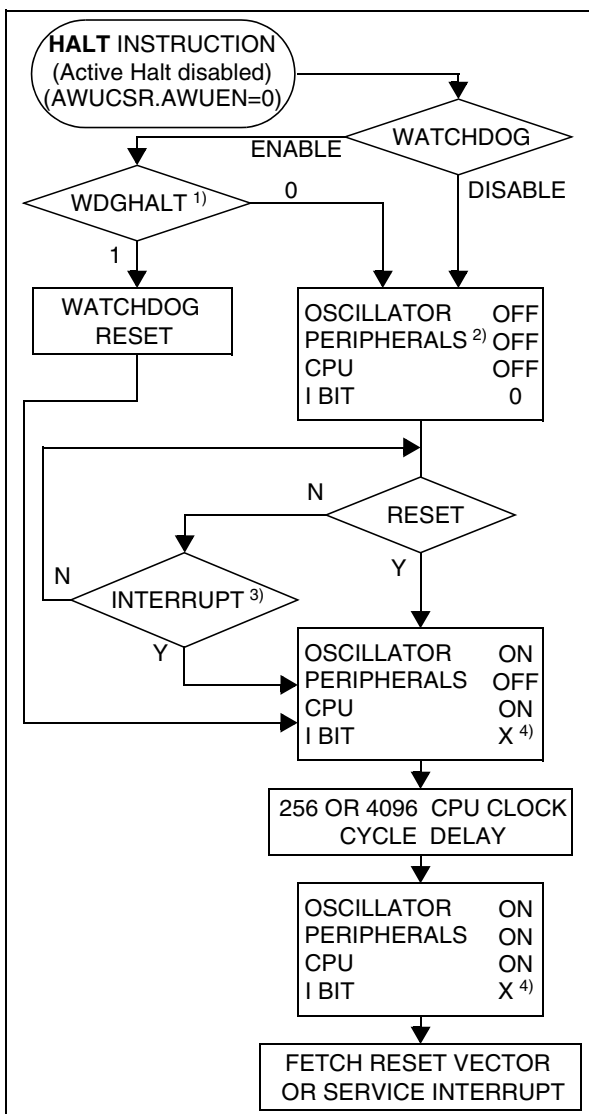 HALT INSTRUCTION
(Active Halt disabled)
(AWUCSR.AWUEN=0)
WATCHDOG
ENABLE
DISABLE
WDGHALT 1)
0
1
WATCHDOG
RESET
OSCILLATOR OFF
PERIPHERALS 2) OFF
CPU OFF
I BIT 0
RESET
N
Y
INTERRUPT 3)
N
Y
OSCILLATOR ON
PERIPHERALS OFF
CPU ON
I BIT X 4)
256 OR 4096 CPU CLOCK
CYCLE DELAY
OSCILLATOR ON
PERIPHERALS ON
CPU ON
I BIT X 4)
FETCH RESET VECTOR
OR SERVICE INTERRUPT